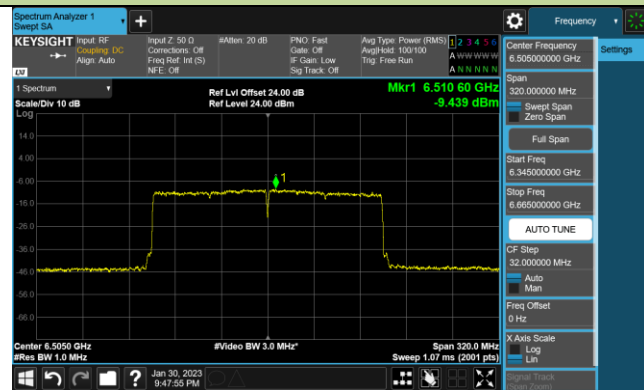 Spectrum Analyzer 1
Swept SA
+
Frequency
KEYSIGHT
Input: RF
Coupling: DC
Align: Auto
Input Z: 50 Ω
Corrections: Off
Freq Ref: Int (S)
NFE: Off
#Atten: 20 dB
PNO: Fast
Gate: Off
IF Gain: Low
Sig Track: Off
Avg Type: Power (RMS)
Avg|Hold: 100/100
Trig: Free Run
1 2 3 4 5 6
A W W W W W
A N N N N N
LXI
1 Spectrum
Scale/Div 10 dB
Ref Lvl Offset 24.00 dB
Ref Level 24.00 dBm
Mkr1 6.510 60 GHz
-9.439 dBm
Log
14.0
4.00
-6.00
-16.0
-26.0
-36.0
-46.0
-56.0
-66.0
1
Center 6.5050 GHz
#Res BW 1.0 MHz
#Video BW 3.0 MHz*
Span 320.0 MHz
Sweep 1.07 ms (2001 pts)
Center Frequency
6.505000000 GHz
Span
320.000000 MHz
Swept Span
Zero Span
Full Span
Start Freq
6.345000000 GHz
Stop Freq
6.665000000 GHz
AUTO TUNE
CF Step
32.000000 MHz
Auto
Man
Freq Offset
0 Hz
X Axis Scale
Log
Lin
Signal Track
(Span Zoom)
Settings
?
Jan 30, 2023
9:47:55 PM